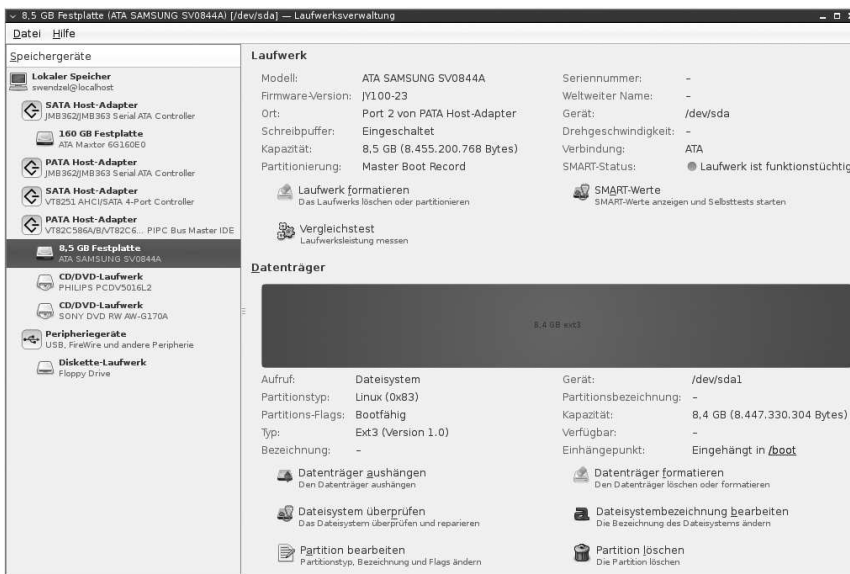 8,5 GB Festplatte (ATA SAMSUNG SV0844A) [/dev/sda] — Laufwerksverwaltung
Datei Hilfe
Speichergeräte
Lokaler Speicher
swendzel@localhost
SATA Host-Adapter
JMB362/JMB363 Serial ATA Controller
160 GB Festplatte
ATA Maxtor 6G160E0
PATA Host-Adapter
JMB362/JMB363 Serial ATA Controller
SATA Host-Adapter
VT8251 AHCI/SATA 4-Port Controller
PATA Host-Adapter
VT82C586A/B/VT82C6... PIPC Bus Master IDE
8,5 GB Festplatte
ATA SAMSUNG SV0844A
CD/DVD-Laufwerk
PHILIPS PCDV5016L2
CD/DVD-Laufwerk
SONY DVD RW AW-G170A
Peripheriegeräte
USB, FireWire und andere Peripherie
Diskette-Laufwerk
Floppy Drive
Laufwerk
Modell: ATA SAMSUNG SV0844A Seriennummer: –
Firmware-Version: JY100-23 Weltweiter Name: –
Ort: Port 2 von PATA Host-Adapter Gerät: /dev/sda
Schreibpuffer: Eingeschaltet Drehgeschwindigkeit: –
Kapazität: 8,5 GB (8.455.200.768 Bytes) Verbindung: ATA
Partitionierung: Master Boot Record SMART-Status: Laufwerk ist funktionstüchtig
Laufwerk formatieren SMART-Werte
Das Laufwerks löschen oder partitionieren SMART-Werte anzeigen und Selbsttests starten
Vergleichstest
Laufwerksleistung messen
Datenträger
8,4 GB ext3
Aufruf: Dateisystem Gerät: /dev/sda1
Partitionstyp: Linux (0x83) Partitionsbezeichnung: –
Partitions-Flags: Bootfähig Kapazität: 8,4 GB (8.447.330.304 Bytes)
Typ: Ext3 (Version 1.0) Verfügbar: –
Bezeichnung: – Einhängepunkt: Eingehängt in /boot
Datenträger aushängen Datenträger formatieren
Den Datenträger aushängen Den Datenträger löschen oder formatieren
Dateisystem überprüfen Dateisystembezeichnung bearbeiten
Das Dateisystem überprüfen und reparieren Die Bezeichnung des Dateisystems ändern
Partition bearbeiten Partition löschen
Partitionstyp, Bezeichnung und Flags ändern Die Partition löschen